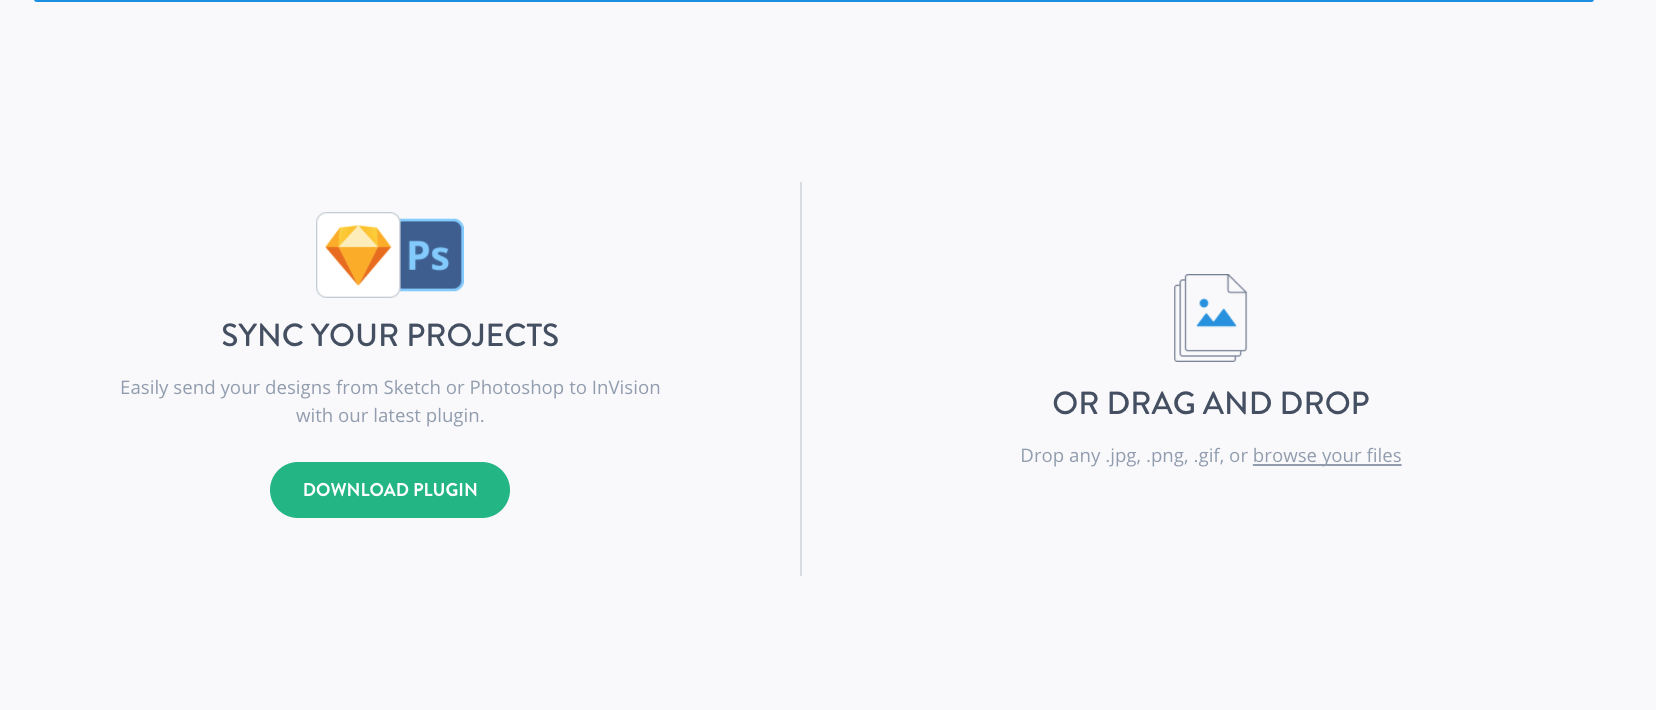 Ps
SYNC YOUR PROJECTS
Easily send your designs from Sketch or Photoshop to InVision
with our latest plugin.
DOWNLOAD PLUGIN
OR DRAG AND DROP
Drop any .jpg, .png, .gif, or browse your files